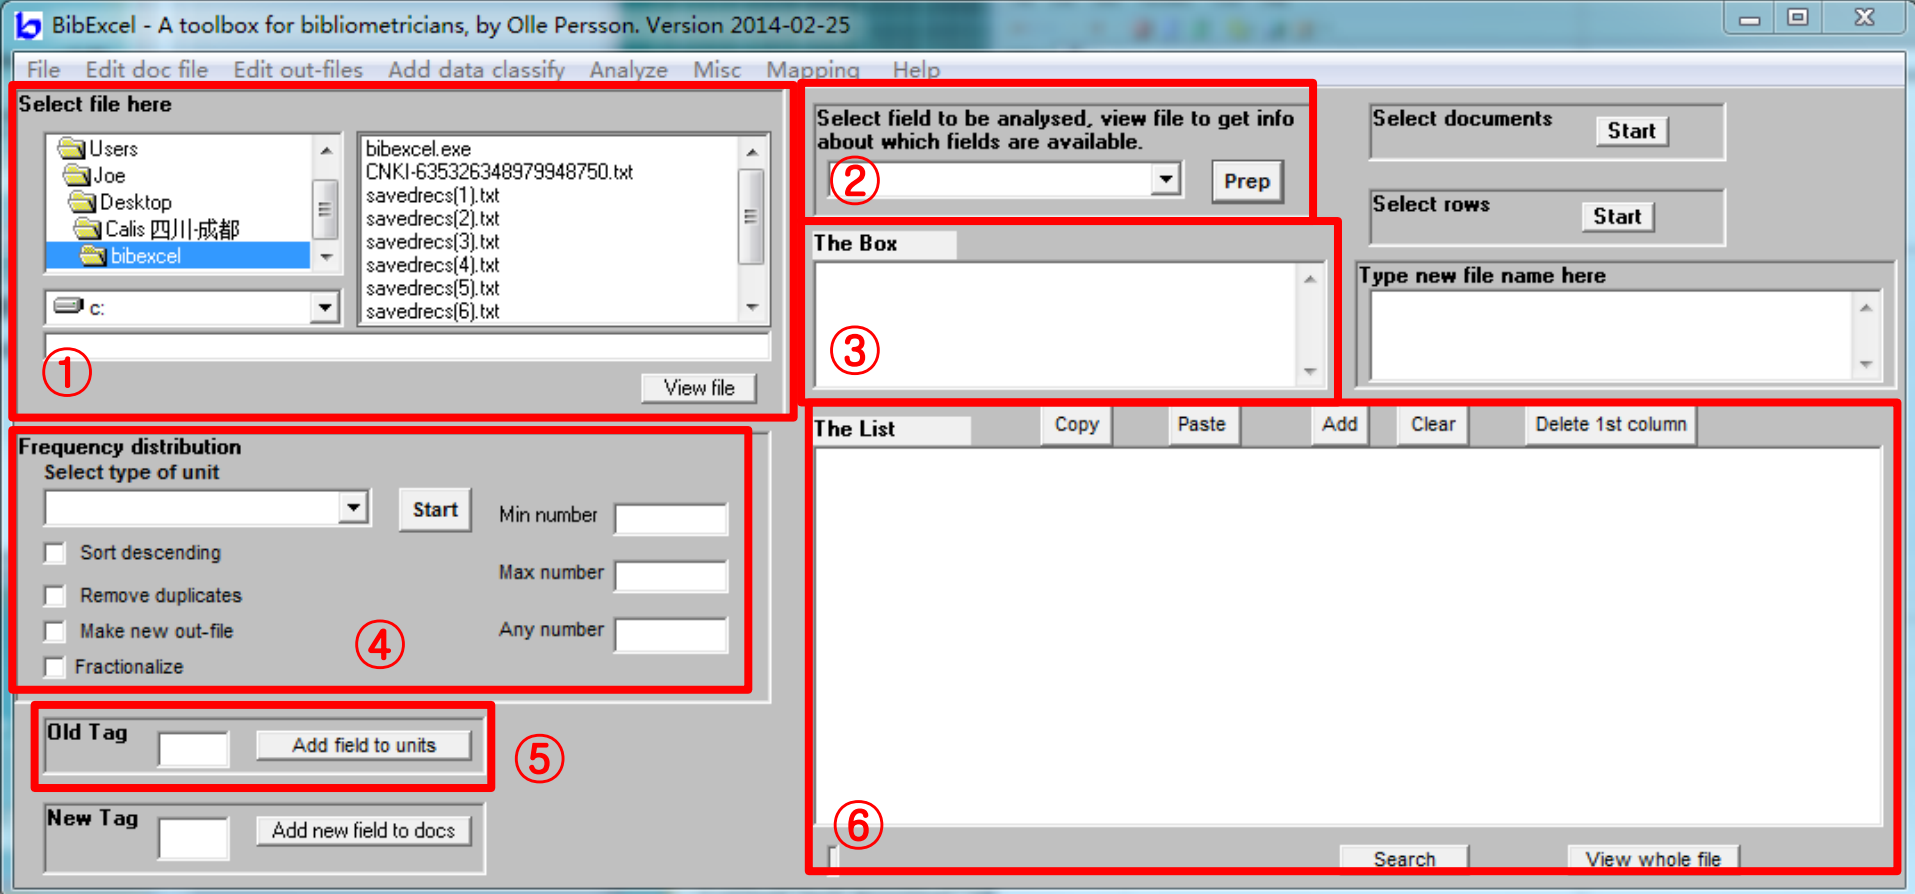 BibExcel - A toolbox for bibliometricians, by Olle Persson. Version 2014-02-25
File Edit doc file Edit out-files Add data classify Analyze Misc Mapping Help
Select file here
Users
Joe
Desktop
Calis 四川-成都
bibexcel
c:
bibexcel.exe
CNKI-635326348979948750.txt
savedrecs(1).txt
savedrecs(2).txt
savedrecs(3).txt
savedrecs(4).txt
savedrecs(5).txt
savedrecs(6).txt
①
View file
Select field to be analysed, view file to get info
about which fields are available.
②
Prep
Select documents Start
Select rows Start
The Box
③
Type new file name here
Frequency distribution
Select type of unit
Start
Sort descending
Remove duplicates
Make new out-file
Fractionalize
Min number
Max number
Any number
④
Old Tag Add field to units
⑤
New Tag Add new field to docs
The List Copy Paste Add Clear Delete 1st column
⑥
Search View whole file